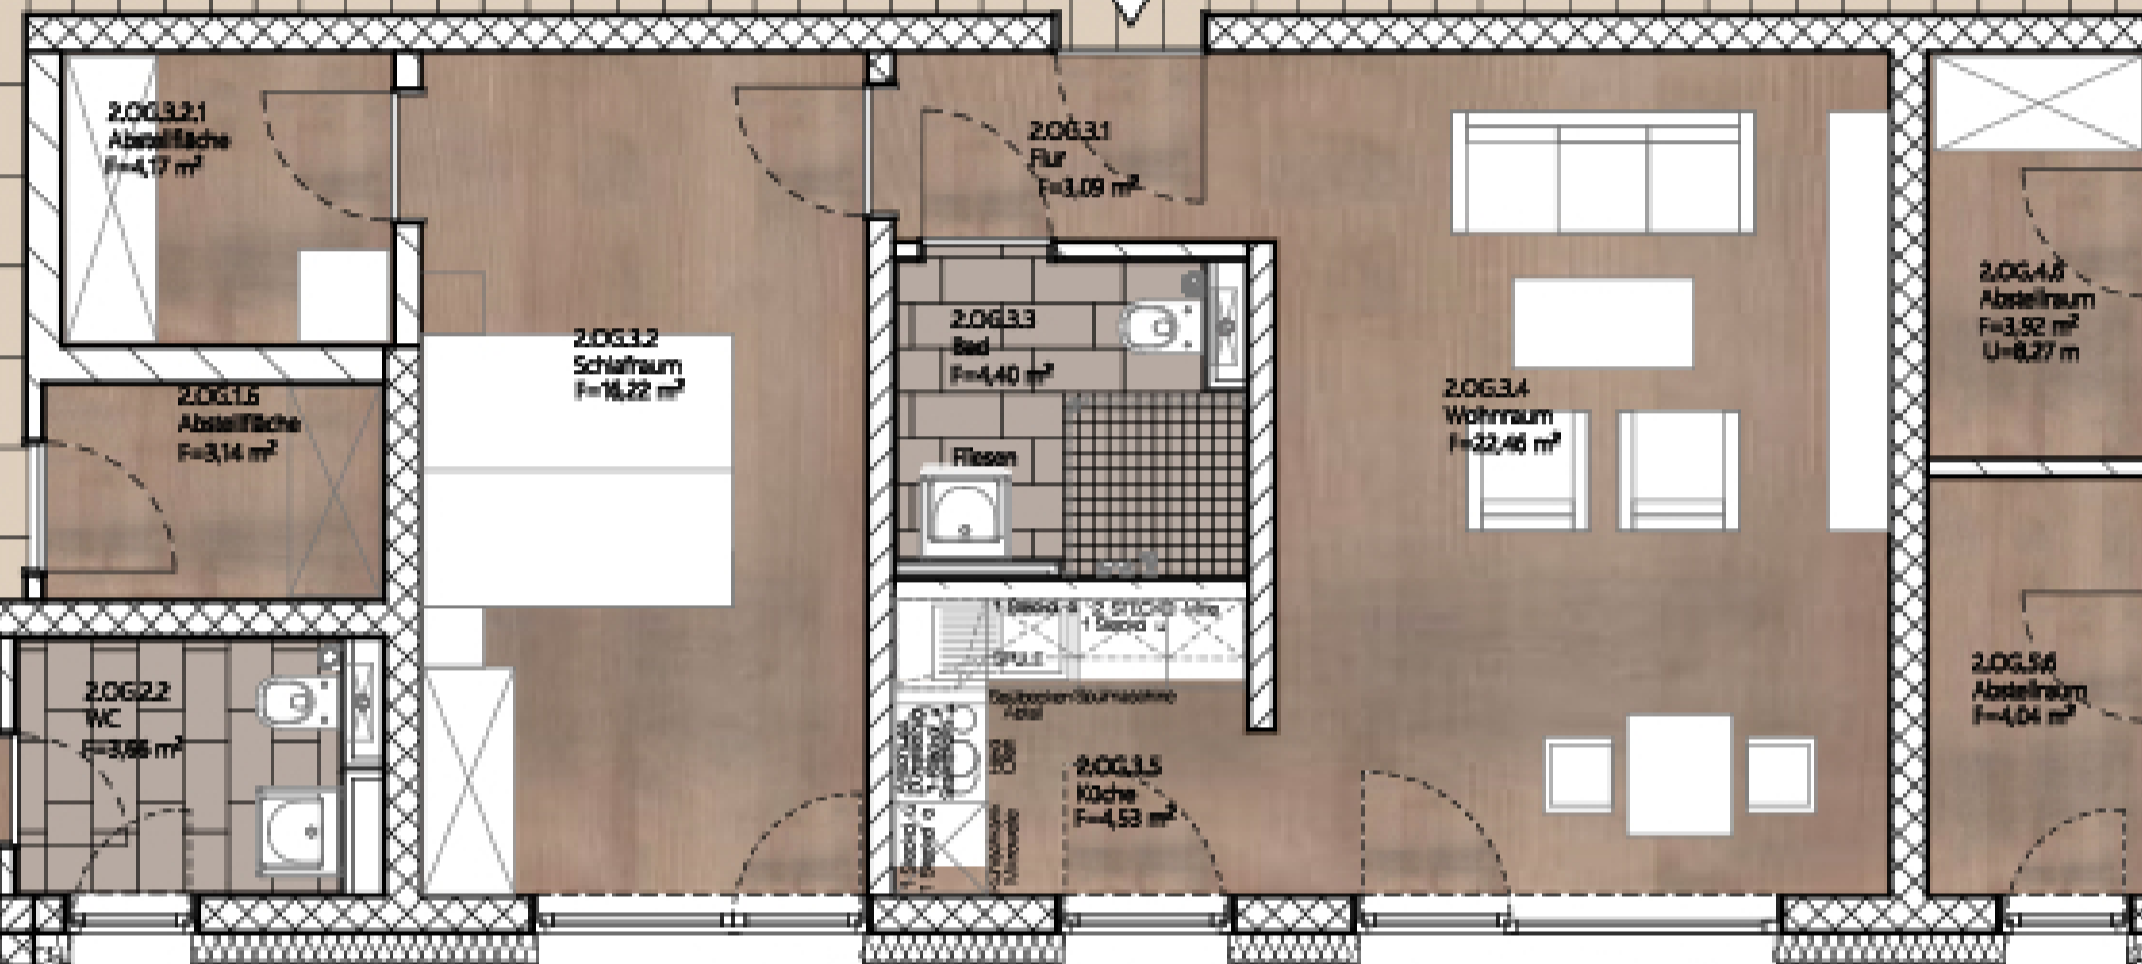 2.OG.3.2.1
Abstellfläche
F=4,17 m²
2.OG.3.1
Flur
F=3,09 m²
2.OG.4.6
Abstellraum
F=3,92 m²
U=8,27 m
2.OG.3.3
Bad
F=4,40 m²
Fliesen
2.OG.3.2
Schlafraum
F=16,22 m²
2.OG.1.6
Abstellfläche
F=3,14 m²
2.OG.3.4
Wohnraum
F=22,46 m²
SPÜLE
2.OG.2.2
WC
2.OG.3.5
Küche
F=4,53 m²
2.OG.5.6
Abstellraum
F=4,04 m²